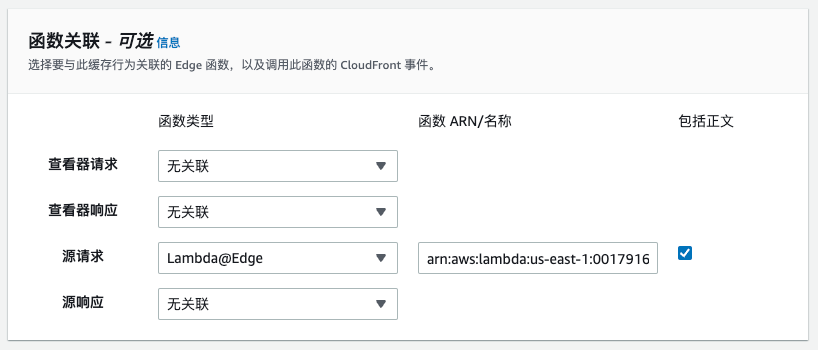 函数关联 - 可选 信息
选择要与此缓存行为关联的 Edge 函数，以及调用此函数的 CloudFront 事件。
函数类型 函数 ARN/名称 包括正文
查看器请求 无关联
查看器响应 无关联
源请求 Lambda@Edge arn:aws:lambda:us-east-1:0017916
源响应 无关联